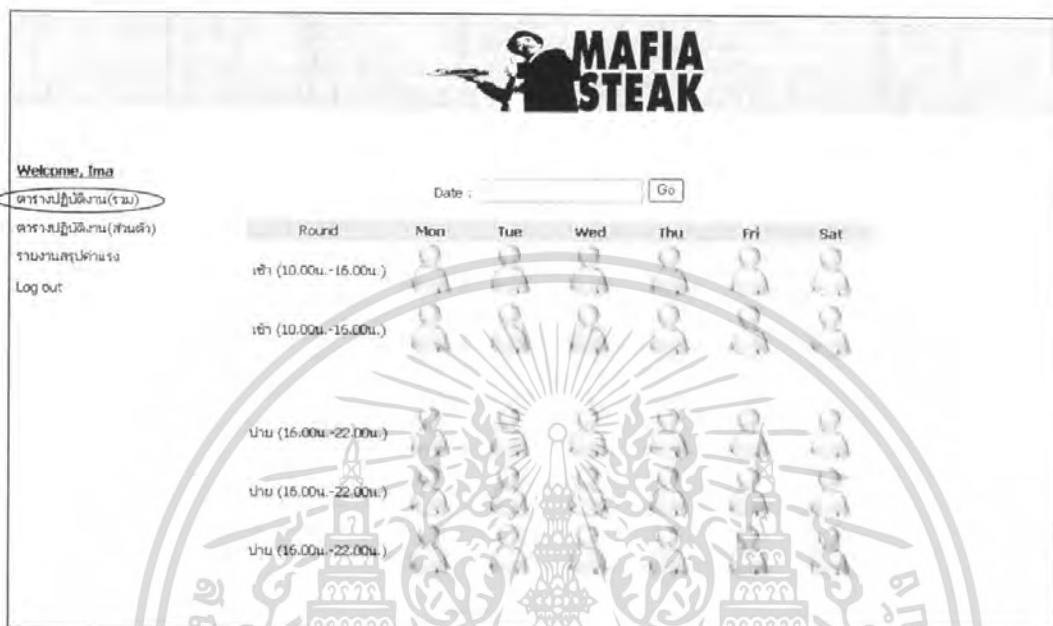 MAFIA
STEAK
Welcome, Ima
ตารางปฏิบัติงาน(รวม)
ตารางปฏิบัติงาน(ส่วนตัว)
รายงานสรุปค่าแรง
Log out
Date : Go
Round Mon Tue Wed Thu Fri Sat
เช้า (10.00น.-16.00น.)
เช้า (10.00น.-16.00น.)
บ่าย (16.00น.-22.00น.)
บ่าย (16.00น.-22.00น.)
บ่าย (16.00น.-22.00น.)